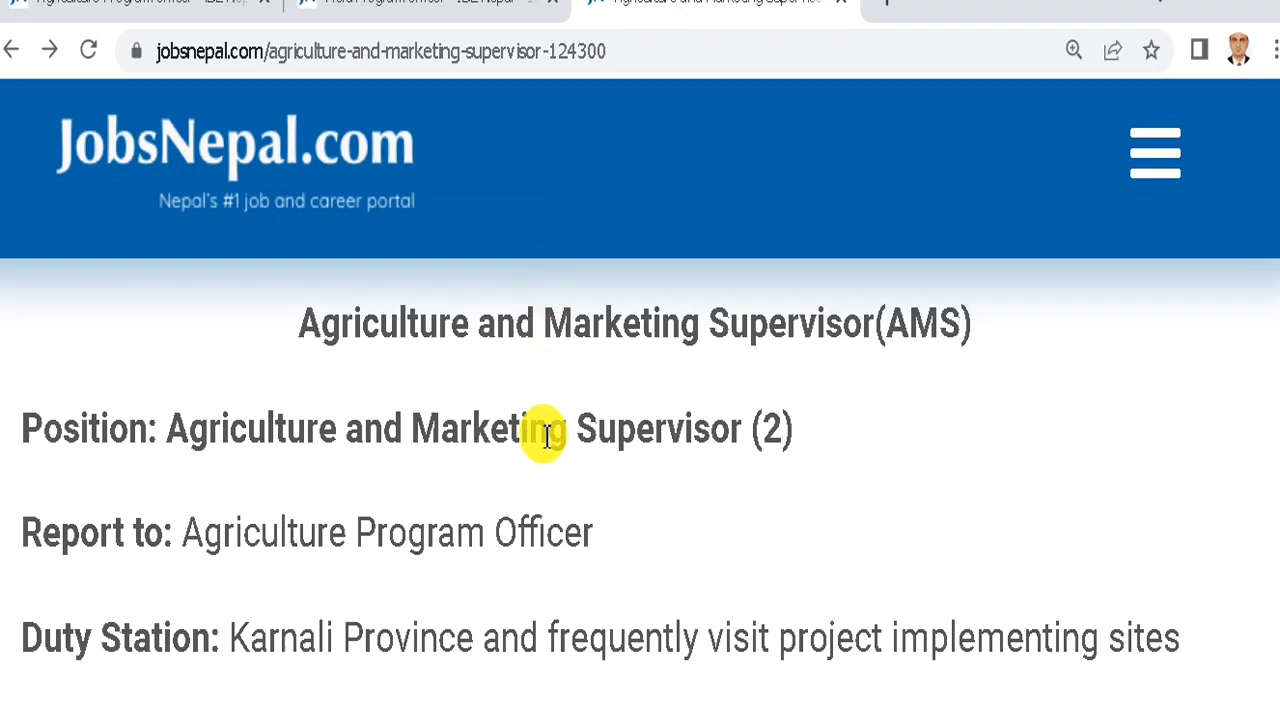 jobsnepal.com/agriculture-and-marketing-supervisor-124300
JobsNepal.com
Nepal's #1 job and career portal
Agriculture and Marketing Supervisor(AMS)
Position: Agriculture and Marketing Supervisor (2)
Report to: Agriculture Program Officer
Duty Station: Karnali Province and frequently visit project implementing sites